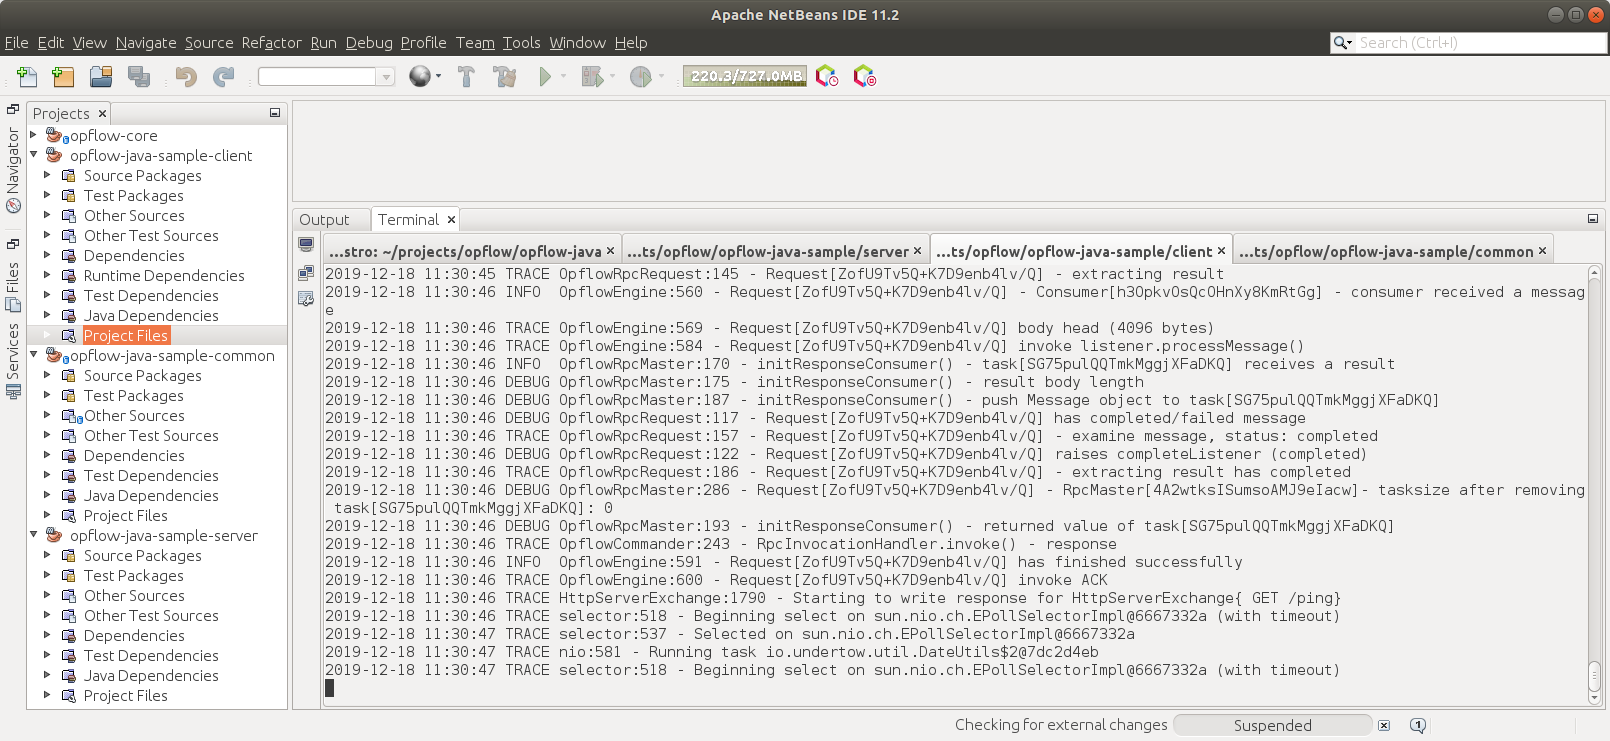 Apache NetBeans IDE 11.2
File Edit View Navigate Source Refactor Run Debug Profile Team Tools Window Help
Search (Ctrl+I)
220.3/727.0MB
Navigator
Files
Services
Projects
opflow-core
opflow-java-sample-client
Source Packages
Test Packages
Other Sources
Other Test Sources
Dependencies
Runtime Dependencies
Test Dependencies
Java Dependencies
Project Files
opflow-java-sample-common
Source Packages
Test Packages
Other Sources
Other Test Sources
Dependencies
Test Dependencies
Java Dependencies
Project Files
opflow-java-sample-server
Source Packages
Test Packages
Other Sources
Other Test Sources
Dependencies
Test Dependencies
Java Dependencies
Project Files
Output Terminal
...stro: ~/projects/opflow/opflow-java ...ts/opflow/opflow-java-sample/server ...ts/opflow/opflow-java-sample/client ...ts/opflow/opflow-java-sample/common
2019-12-18 11:30:45 TRACE OpflowRpcRequest:145 - Request[ZofU9Tv5Q+K7D9enb4lv/Q] - extracting result
2019-12-18 11:30:46 INFO  OpflowEngine:560 - Request[ZofU9Tv5Q+K7D9enb4lv/Q] - Consumer[h3OpkvOsQcOHnXy8KmRtGg] - consumer received a messag
e
2019-12-18 11:30:46 TRACE OpflowEngine:569 - Request[ZofU9Tv5Q+K7D9enb4lv/Q] body head (4096 bytes)
2019-12-18 11:30:46 TRACE OpflowEngine:584 - Request[ZofU9Tv5Q+K7D9enb4lv/Q] invoke listener.processMessage()
2019-12-18 11:30:46 INFO  OpflowRpcMaster:170 - initResponseConsumer() - task[SG75pulQQTmkMggjXFaDKQ] receives a result
2019-12-18 11:30:46 DEBUG OpflowRpcMaster:175 - initResponseConsumer() - result body length
2019-12-18 11:30:46 DEBUG OpflowRpcMaster:187 - initResponseConsumer() - push Message object to task[SG75pulQQTmkMggjXFaDKQ]
2019-12-18 11:30:46 DEBUG OpflowRpcRequest:117 - Request[ZofU9Tv5Q+K7D9enb4lv/Q] has completed/failed message
2019-12-18 11:30:46 TRACE OpflowRpcRequest:157 - Request[ZofU9Tv5Q+K7D9enb4lv/Q] - examine message, status: completed
2019-12-18 11:30:46 DEBUG OpflowRpcRequest:122 - Request[ZofU9Tv5Q+K7D9enb4lv/Q] raises completeListener (completed)
2019-12-18 11:30:46 TRACE OpflowRpcRequest:186 - Request[ZofU9Tv5Q+K7D9enb4lv/Q] - extracting result has completed
2019-12-18 11:30:46 DEBUG OpflowRpcMaster:286 - Request[ZofU9Tv5Q+K7D9enb4lv/Q] - RpcMaster[4A2wtksISumsoAMJ9eIacw]- tasksize after removing
task[SG75pulQQTmkMggjXFaDKQ]: 0
2019-12-18 11:30:46 DEBUG OpflowRpcMaster:193 - initResponseConsumer() - returned value of task[SG75pulQQTmkMggjXFaDKQ]
2019-12-18 11:30:46 TRACE OpflowCommander:243 - RpcInvocationHandler.invoke() - response
2019-12-18 11:30:46 INFO  OpflowEngine:591 - Request[ZofU9Tv5Q+K7D9enb4lv/Q] has finished successfully
2019-12-18 11:30:46 TRACE OpflowEngine:600 - Request[ZofU9Tv5Q+K7D9enb4lv/Q] invoke ACK
2019-12-18 11:30:46 TRACE HttpServerExchange:1790 - Starting to write response for HttpServerExchange{ GET /ping}
2019-12-18 11:30:46 TRACE selector:518 - Beginning select on sun.nio.ch.EPollSelectorImpl@6667332a (with timeout)
2019-12-18 11:30:47 TRACE selector:537 - Selected on sun.nio.ch.EPollSelectorImpl@6667332a
2019-12-18 11:30:47 TRACE nio:581 - Running task io.undertow.util.DateUtils$2@7dc2d4eb
2019-12-18 11:30:47 TRACE selector:518 - Beginning select on sun.nio.ch.EPollSelectorImpl@6667332a (with timeout)
Checking for external changes Suspended 1